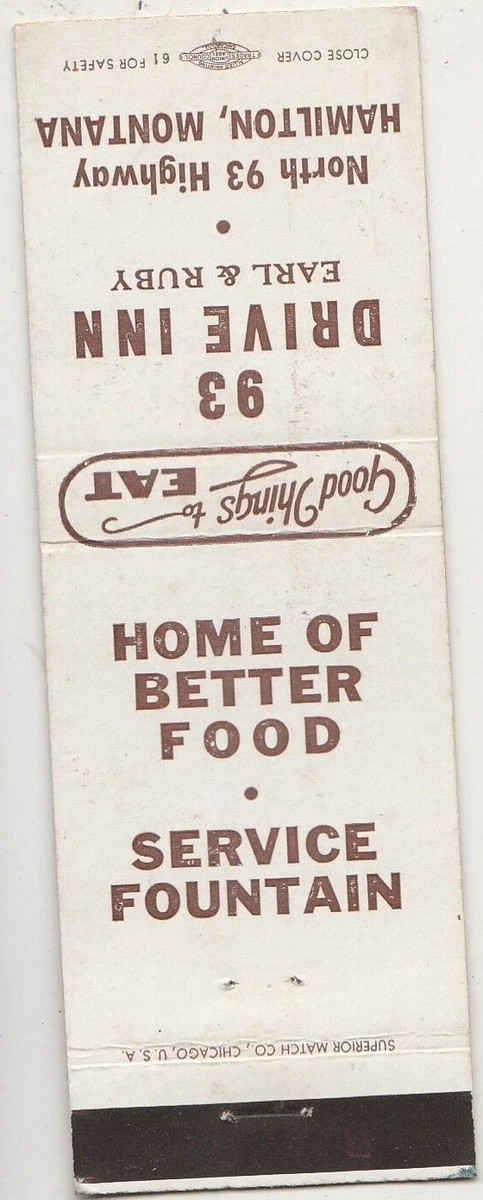 CLOSE COVER 61 FOR SAFETY
HAMILTON, MONTANA
North 93 Highway
•
EARL & RUBY
DRIVE INN
93
Good Things to EAT
HOME OF
BETTER
FOOD
•
SERVICE
FOUNTAIN
SUPERIOR MATCH CO., CHICAGO, U.S.A.